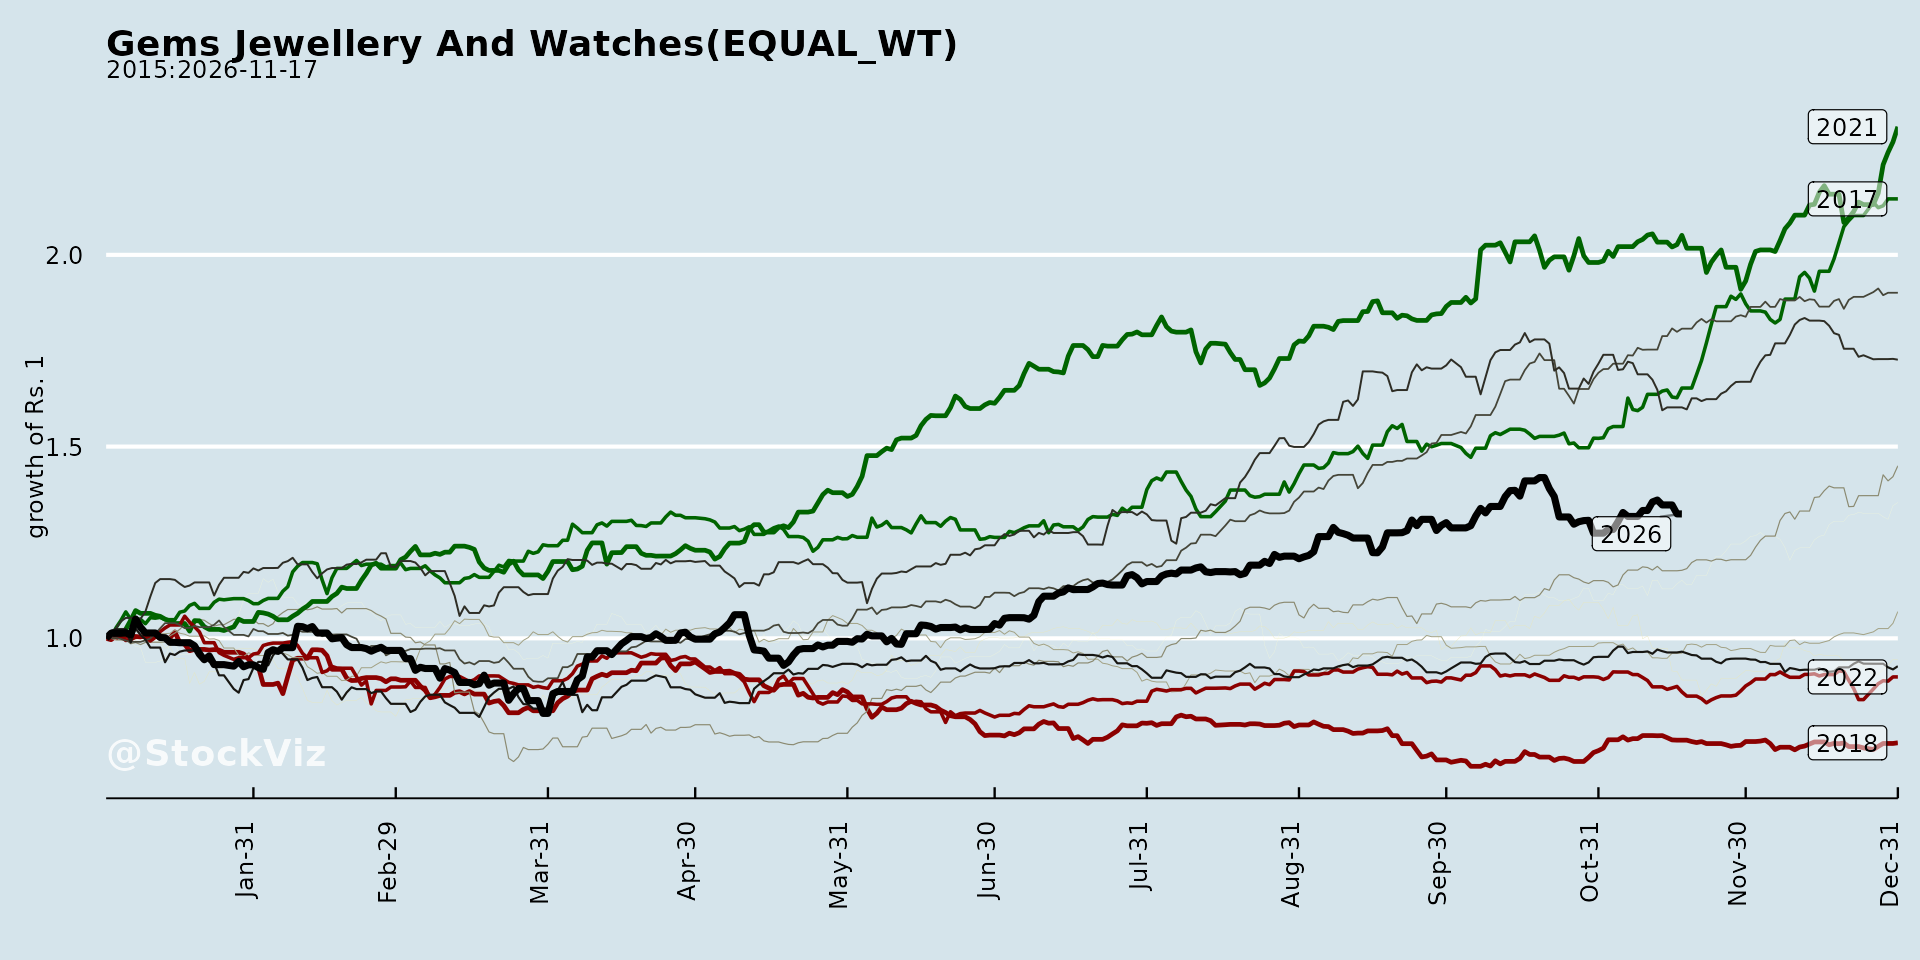 Gems Jewellery And Watches(EQUAL_WT)
2015:2026-11-17
2021
2017
2.0
growth of Rs. 1
1.5
2026
1.0
2022
2018
@StockViz
Jan-31
Feb-29
Mar-31
Apr-30
May-31
Jun-30
Jul-31
Aug-31
Sep-30
Oct-31
Nov-30
Dec-31